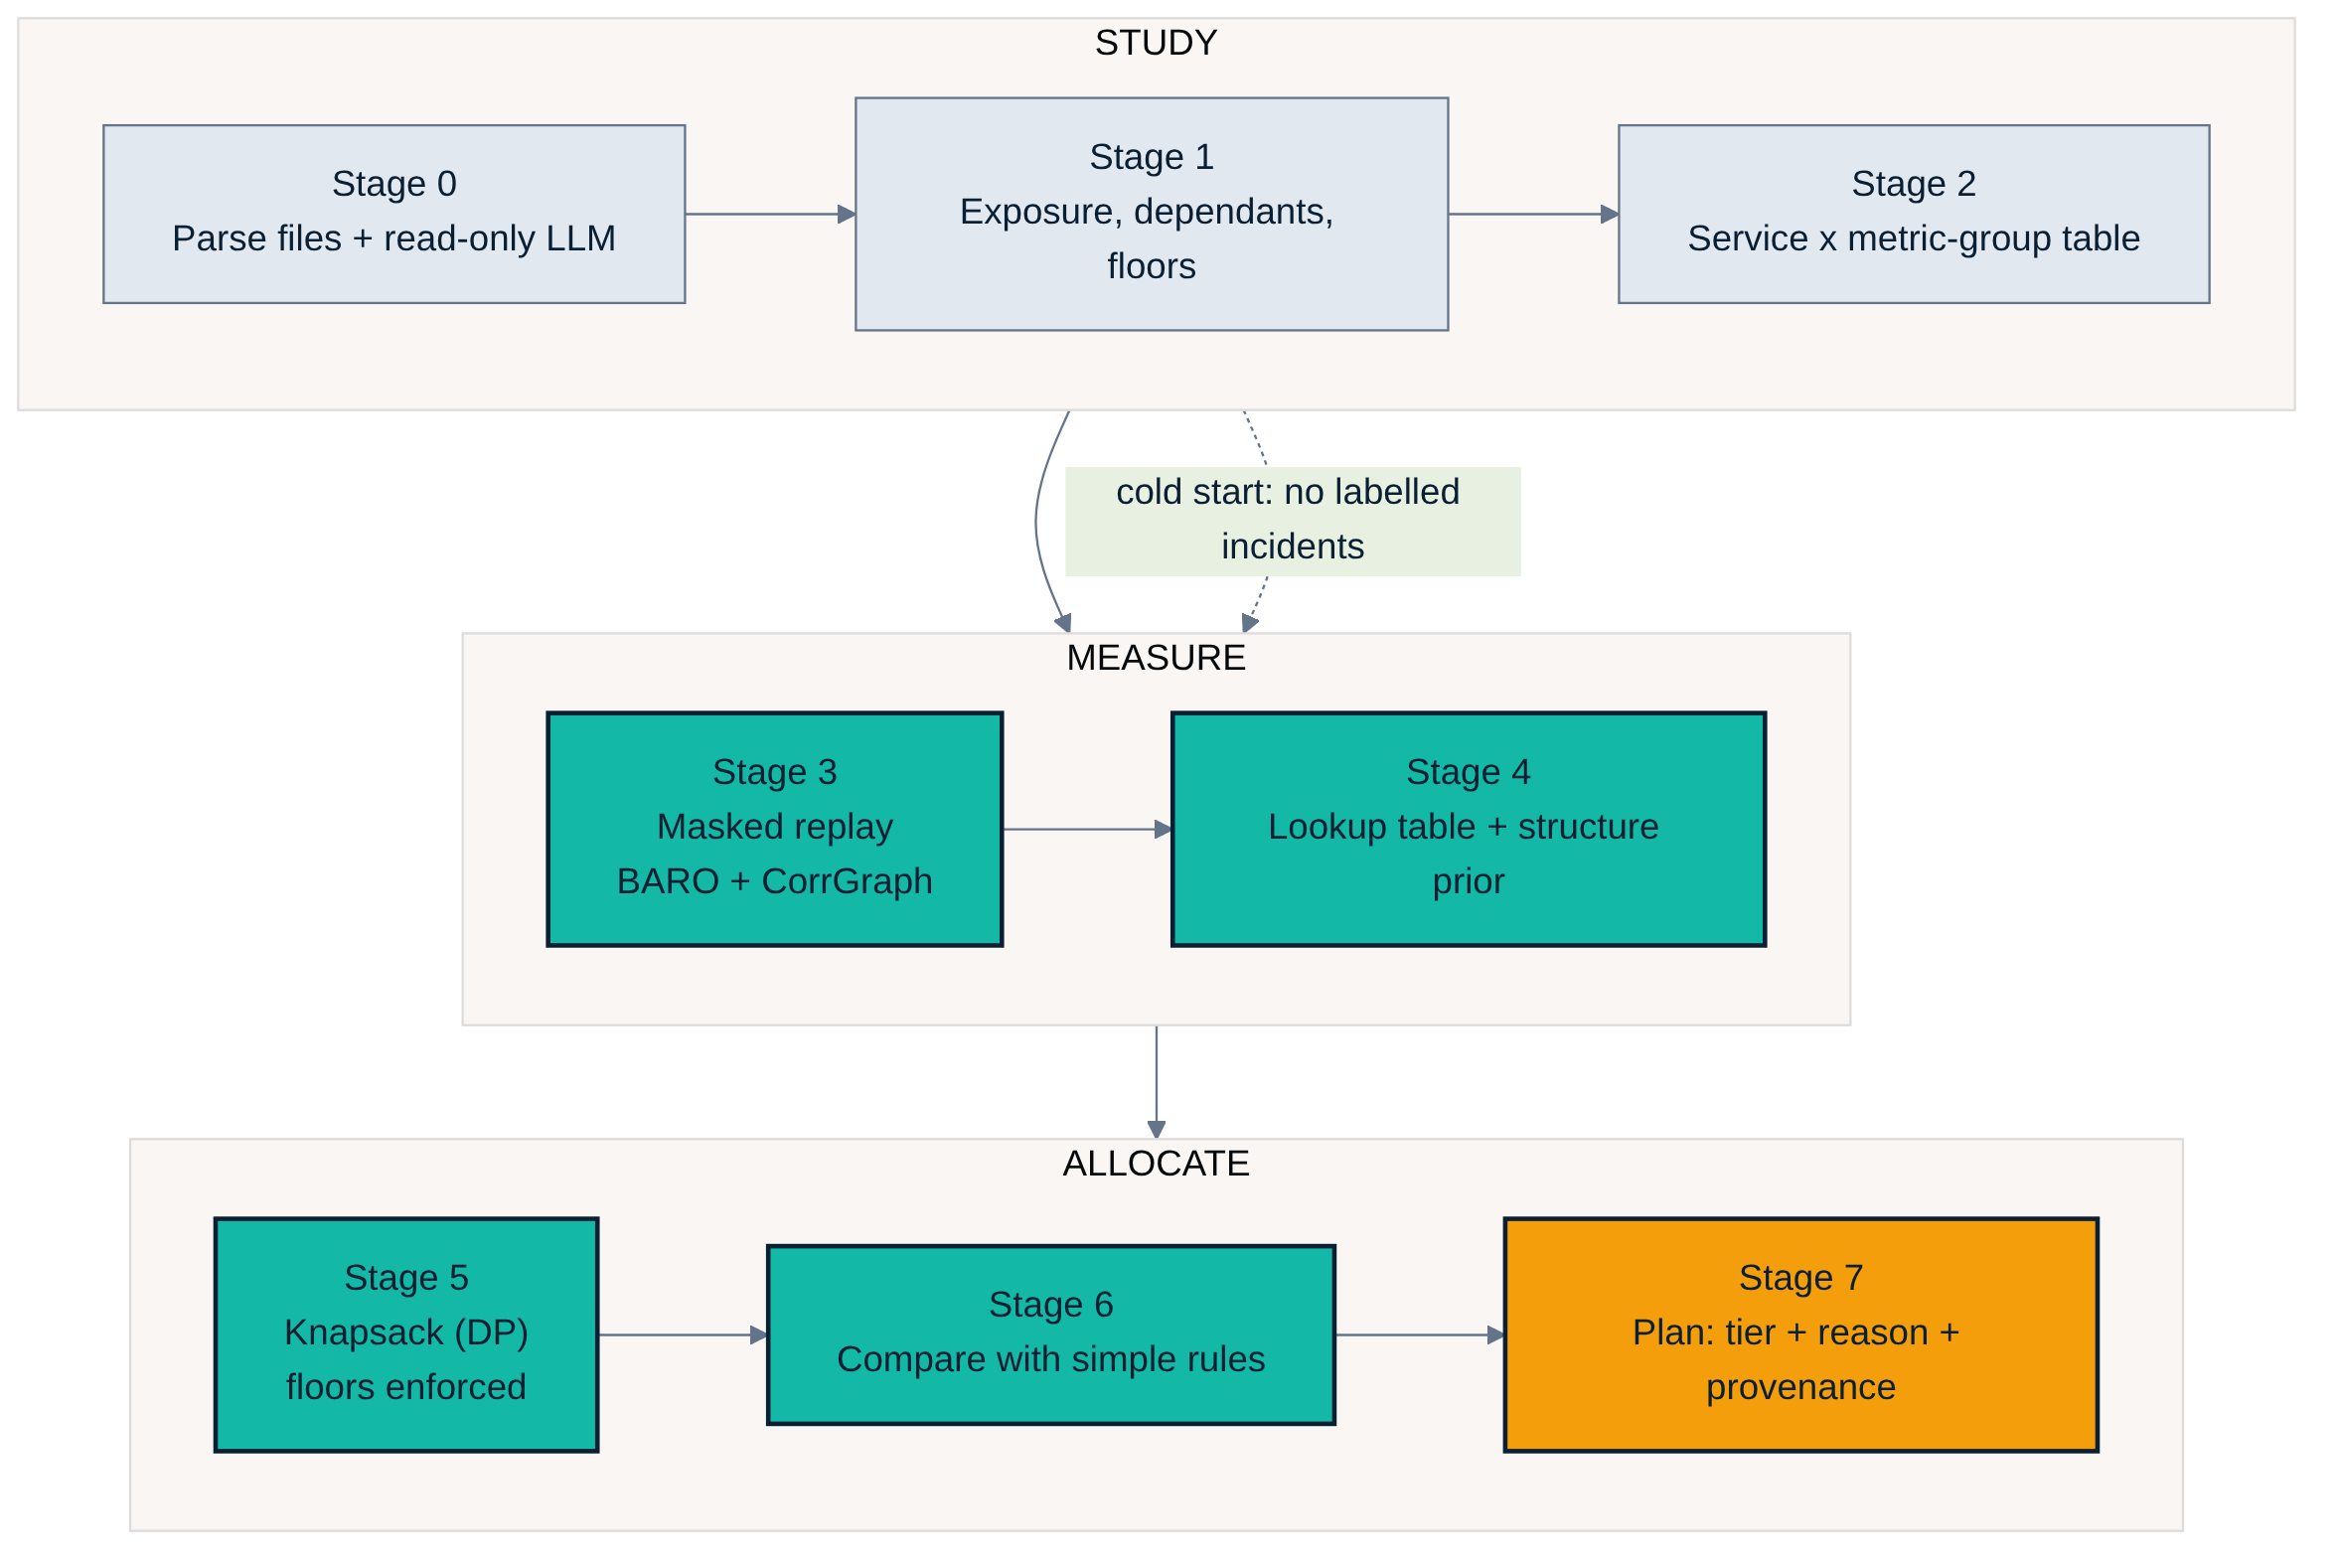 STUDY
Stage 0
Parse files + read-only LLM
Stage 1
Exposure, dependants,
floors
Stage 2
Service x metric-group table
cold start: no labelled
incidents
MEASURE
Stage 3
Masked replay
BARO + CorrGraph
Stage 4
Lookup table + structure
prior
ALLOCATE
Stage 5
Knapsack (DP)
floors enforced
Stage 6
Compare with simple rules
Stage 7
Plan: tier + reason +
provenance